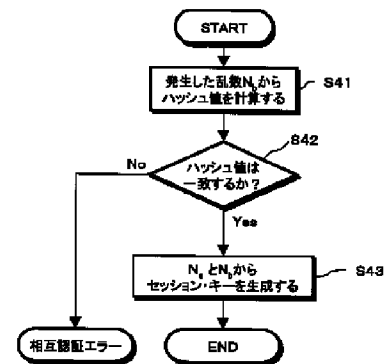 START
発生した乱数Nbから
ハッシュ値を計算する
S41
S42
ハッシュ値は
一致するか？
No
Yes
NaとNbから
セッション・キーを生成する
S43
相互認証エラー
END